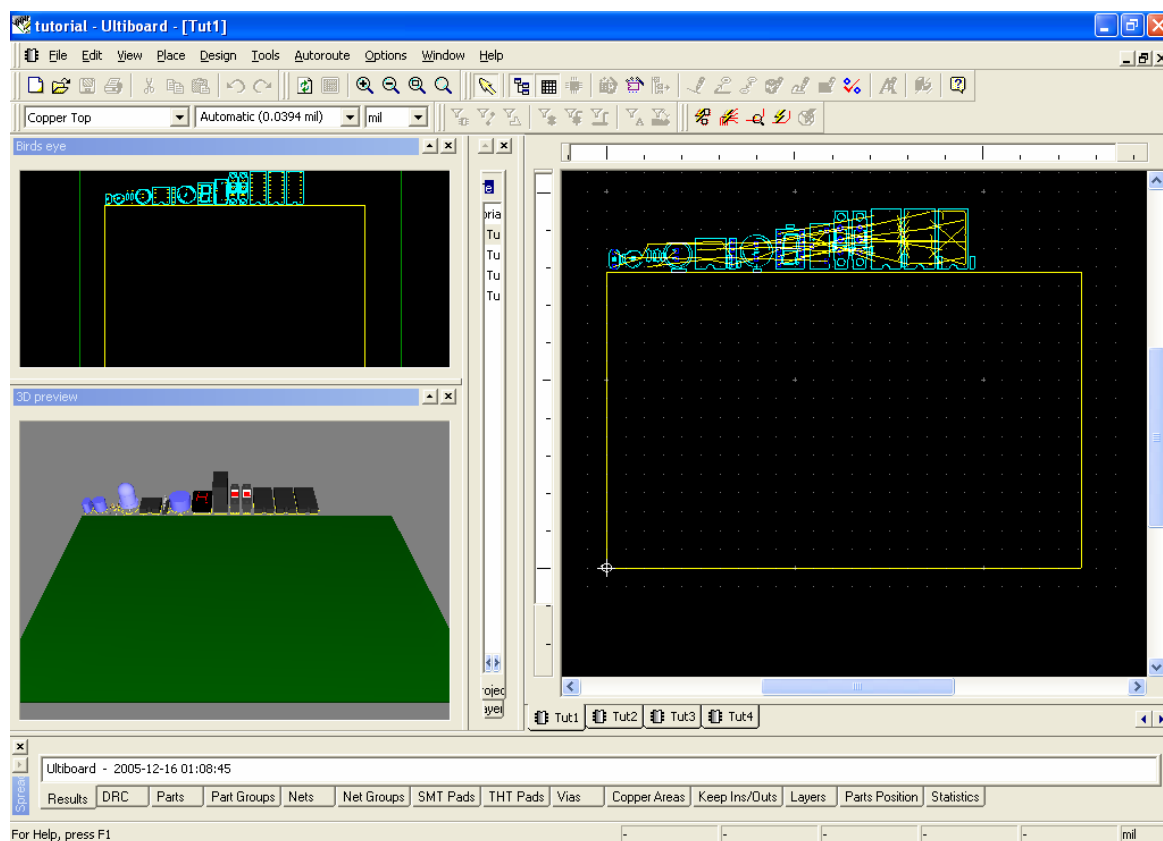 tutorial - Ultiboard - [Tut1]
File Edit View Place Design Tools Autoroute Options Window Help
Copper Top Automatic (0.0394 mil) mil
Birds eye
Tu
Tu
Tu
Tu
3D preview
Tut1 Tut2 Tut3 Tut4
Ultiboard - 2005-12-16 01:08:45
Results DRC Parts Part Groups Nets Net Groups SMT Pads THT Pads Vias Copper Areas Keep Ins/Outs Layers Parts Position Statistics
For Help, press F1 - - - - - mil